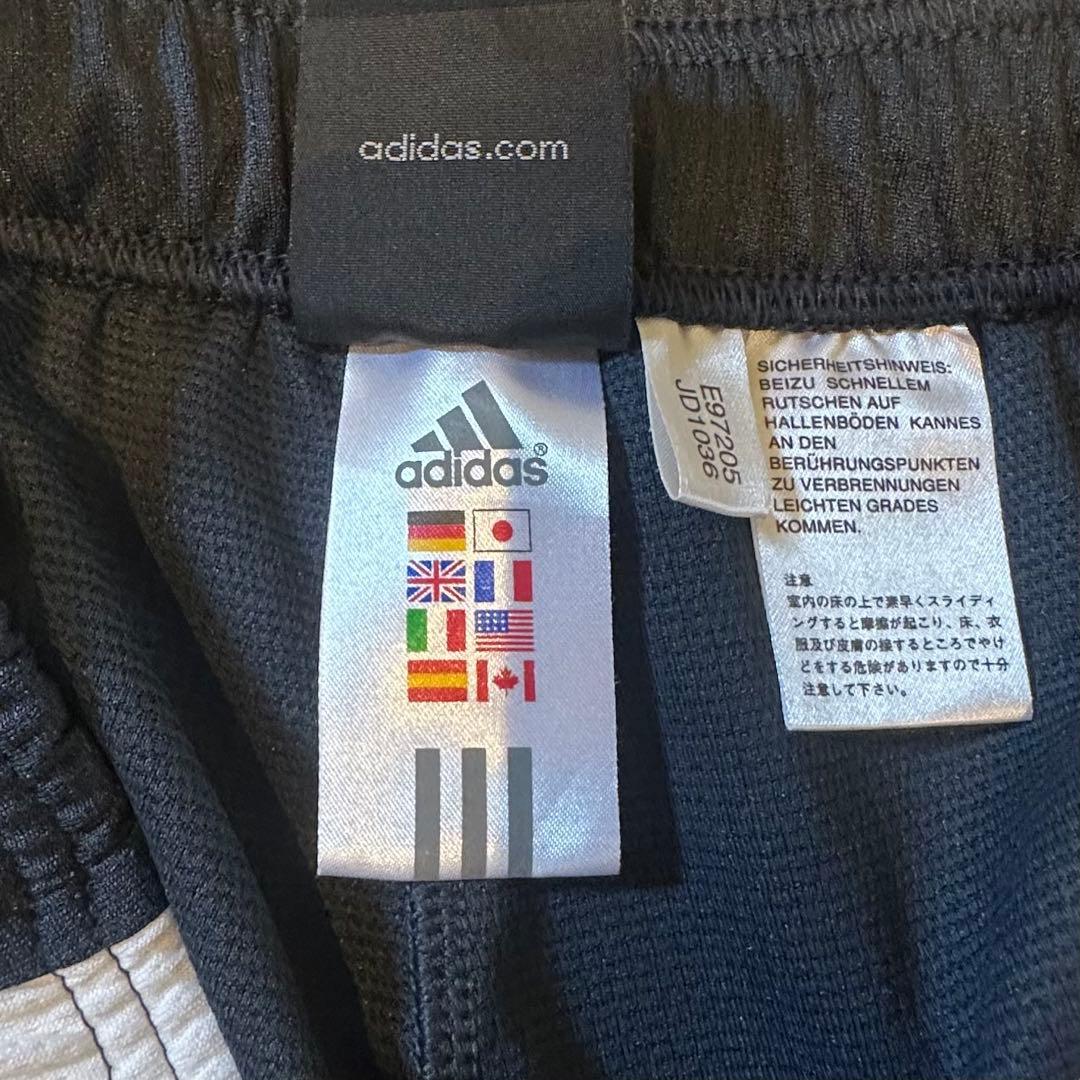 adidas.com
adidas®
E97205
JD1036
SICHERHEITSHINWEIS:
BEIZU SCHNELLEM
RUTSCHEN AUF
HALLENBÖDEN KANNES
AN DEN
BERÜHRUNGSPUNKTEN
ZU VERBRENNUNGEN
LEICHTEN GRADES
KOMMEN.
注意
室内の床の上で素早くスライディ
ングすると摩擦が起こり、床、衣
服及び皮膚の接するところでやけ
どをする危険がありますので十分
注意して下さい。